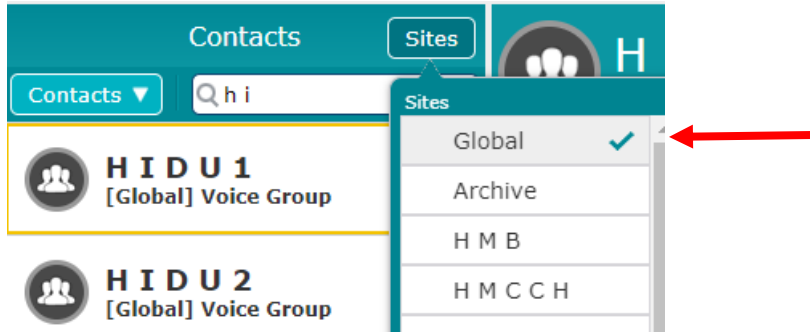 Contacts
Sites
H
Contacts ▼
h i
Sites
Global
Archive
H M B
H M C C H
H I D U 1
[Global] Voice Group
H I D U 2
[Global] Voice Group